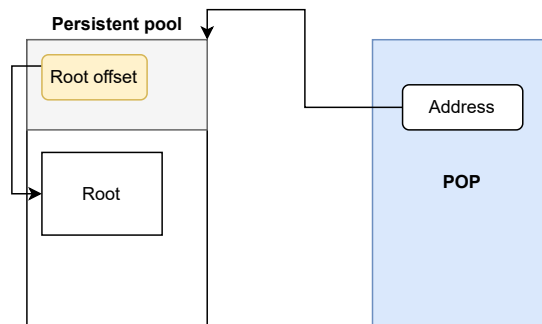 Persistent pool
Root offset
Address
Root
POP